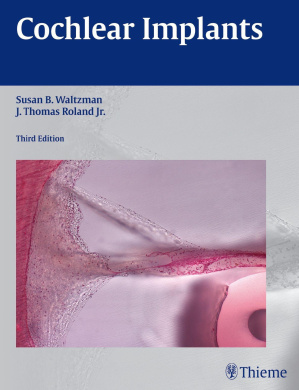 Cochlear Implants
Susan B. Waltzman
J. Thomas Roland Jr.
Third Edition
Thieme